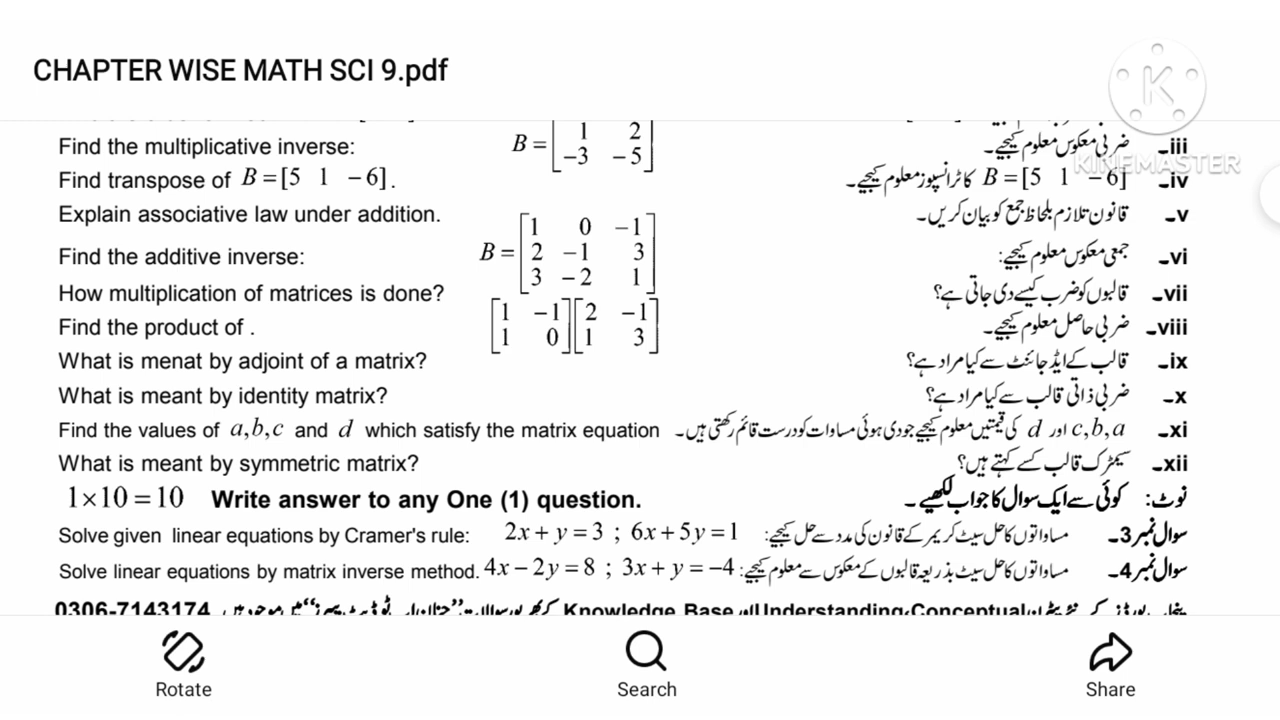 CHAPTER WISE MATH SCI 9.pdf
K
KINEMASTER
Find the multiplicative inverse: B = [1 2 −3 −5] ضربی معکوس معلوم کیجیے۔ iii۔
Find transpose of B = [5 1 −6]. B = [5 1 −6] کا ٹرانسپوز معلوم کیجیے۔ iv۔
Explain associative law under addition. قانون تلازم بلحاظ جمع کو بیان کریں۔ v۔
Find the additive inverse: B = [1 0 −1 2 −1 3 3 −2 1] جمعی معکوس معلوم کیجیے: vi۔
How multiplication of matrices is done? قالبوں کو ضرب کیسے دی جاتی ہے؟ vii۔
Find the product of . [1 −1 1 0][2 −1 1 3] ضربی حاصل معلوم کیجیے۔ viii۔
What is menat by adjoint of a matrix? قالب کے ایڈجائنٹ سے کیا مراد ہے؟ ix۔
What is meant by identity matrix? ضربی ذاتی قالب سے کیا مراد ہے؟ x۔
Find the values of a,b,c and d which satisfy the matrix equation c,b,a اور d کی قیمتیں معلوم کیجیے جو دی ہوئی مساوات کو درست قائم رکھتی ہیں۔ xi۔
What is meant by symmetric matrix? سیمٹرک قالب کسے کہتے ہیں؟ xii۔
1×10 = 10 Write answer to any One (1) question. نوٹ: کوئی سے ایک سوال کا جواب لکھیے۔
Solve given linear equations by Cramer's rule: 2x + y = 3 ; 6x + 5y = 1 مساواتوں کا حل سیٹ کریمر کے قانون کی مدد سے حل کیجیے: سوال نمبر 3۔
Solve linear equations by matrix inverse method. 4x − 2y = 8 ; 3x + y = −4 مساواتوں کا حل سیٹ بذریعہ قالبوں کے معکوس سے معلوم کیجیے: سوال نمبر 4۔
0306-7143174 Knowledge Base Understanding Conceptual
Rotate
Search
Share